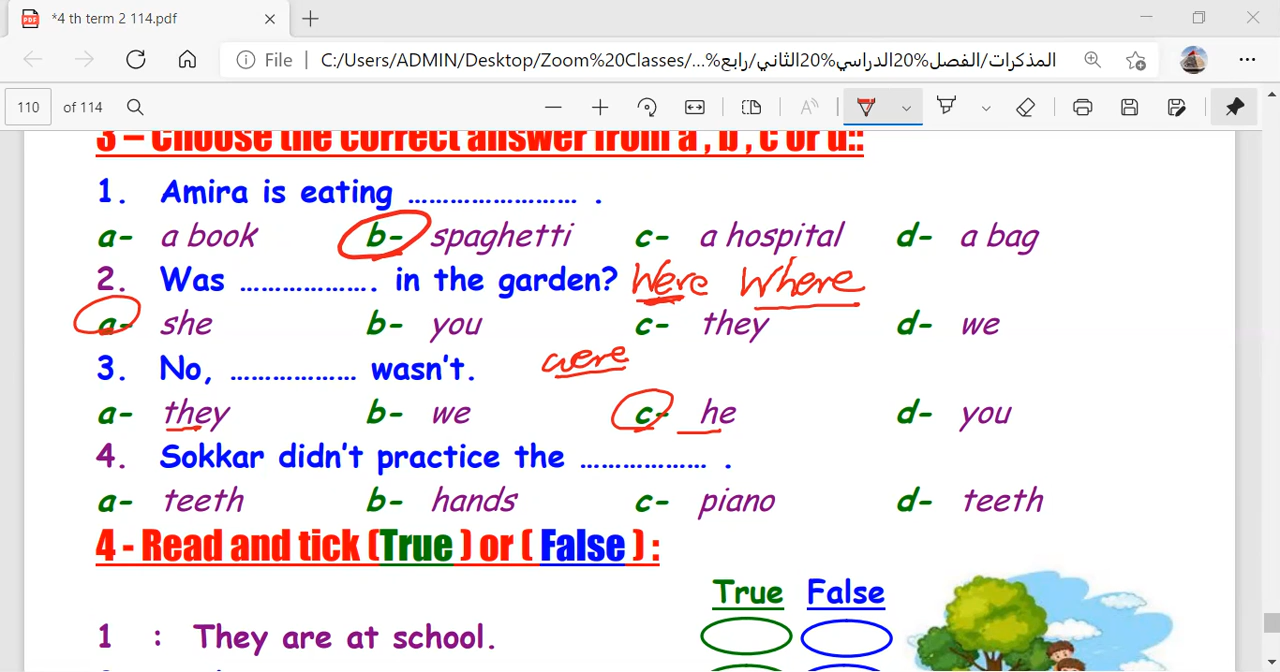 *4 th term 2 114.pdf
File | C:/Users/ADMIN/Desktop/Zoom%20Classes/المذكرات/الفصل%20الدراسي%20الثاني/رابع%...
110 of 114
3 – Choose the correct answer from a , b , c or d::
1. Amira is eating ........................ .
a- a book b- spaghetti c- a hospital d- a bag
2. Was .................... in the garden? Were Where
a- she b- you c- they d- we
3. No, .................. wasn't. were
a- they b- we c- he d- you
4. Sokkar didn't practice the .................. .
a- teeth b- hands c- piano d- teeth
4 - Read and tick (True ) or ( False ) :
True False
1 : They are at school.